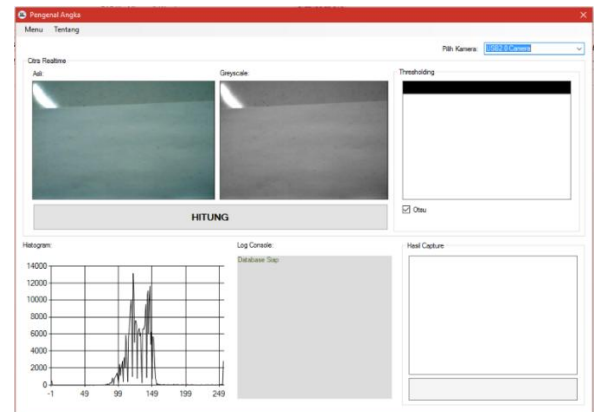 Pengenal Angka
Menu Tentang
Pilih Kamera: USB2.0 Camera
Citra Realtime
Asli: Greyscale: Thresholding
Otsu
HITUNG
Histogram: Log Console: Hasil Capture
Database Siap
14000
12000
10000
8000
6000
4000
2000
0
-1 49 99 149 199 249